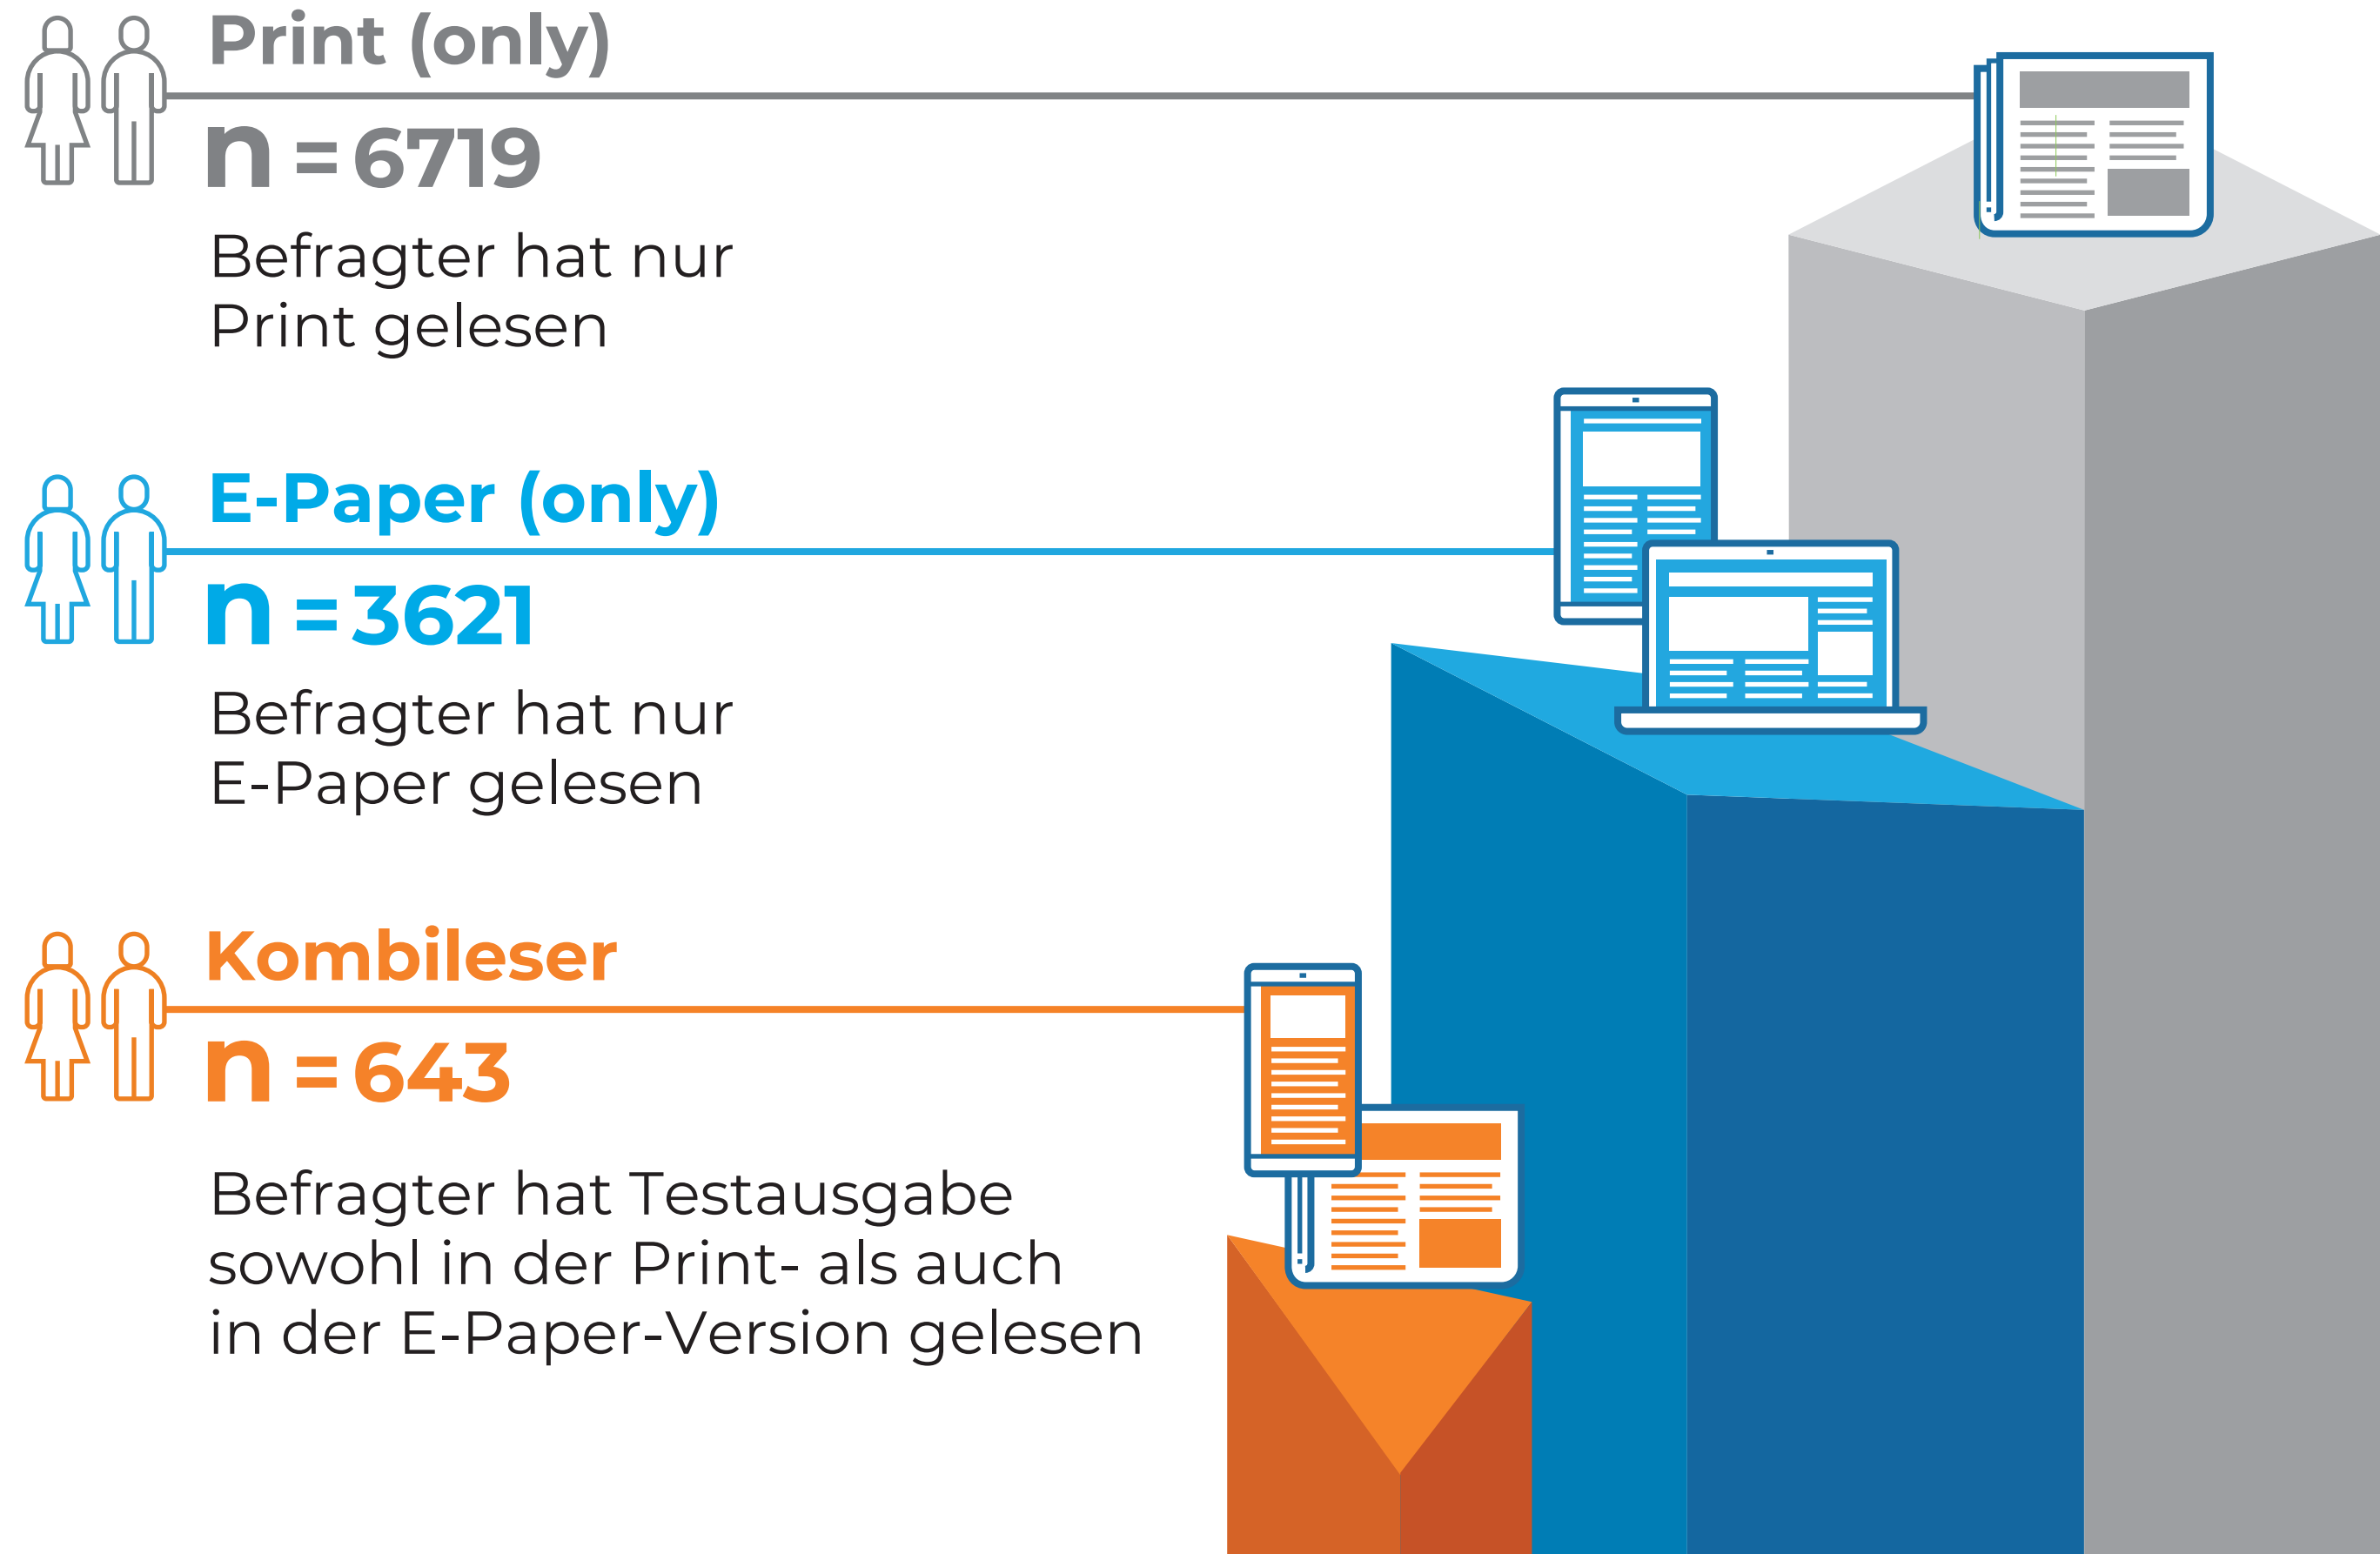 Print (only)
n = 6719
Befragter hat nur
Print gelesen
E-Paper (only)
n = 3621
Befragter hat nur
E-Paper gelesen
Kombileser
n = 643
Befragter hat Testausgabe
sowohl in der Print- als auch
in der E-Paper-Version gelesen